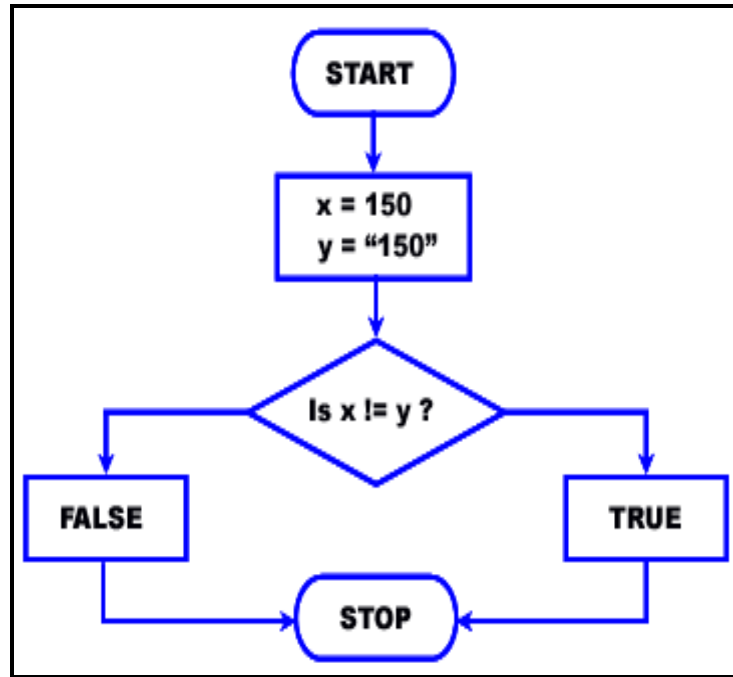 START
x = 150
y = “150”
Is x != y ?
FALSE
TRUE
STOP